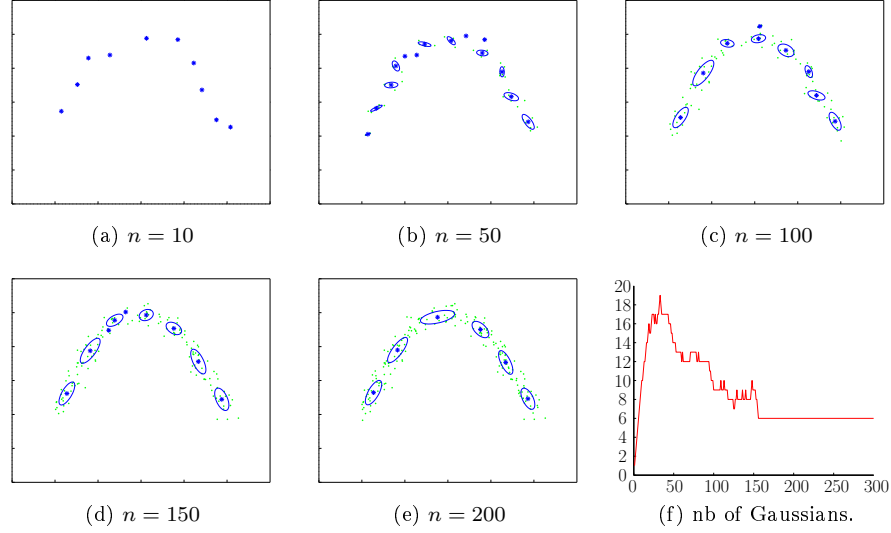 (a) n = 10
(b) n = 50
(c) n = 100
20
18
16
14
12
10
8
6
4
2
0
0 50 100 150 200 250 300
(d) n = 150
(e) n = 200
(f) nb of Gaussians.